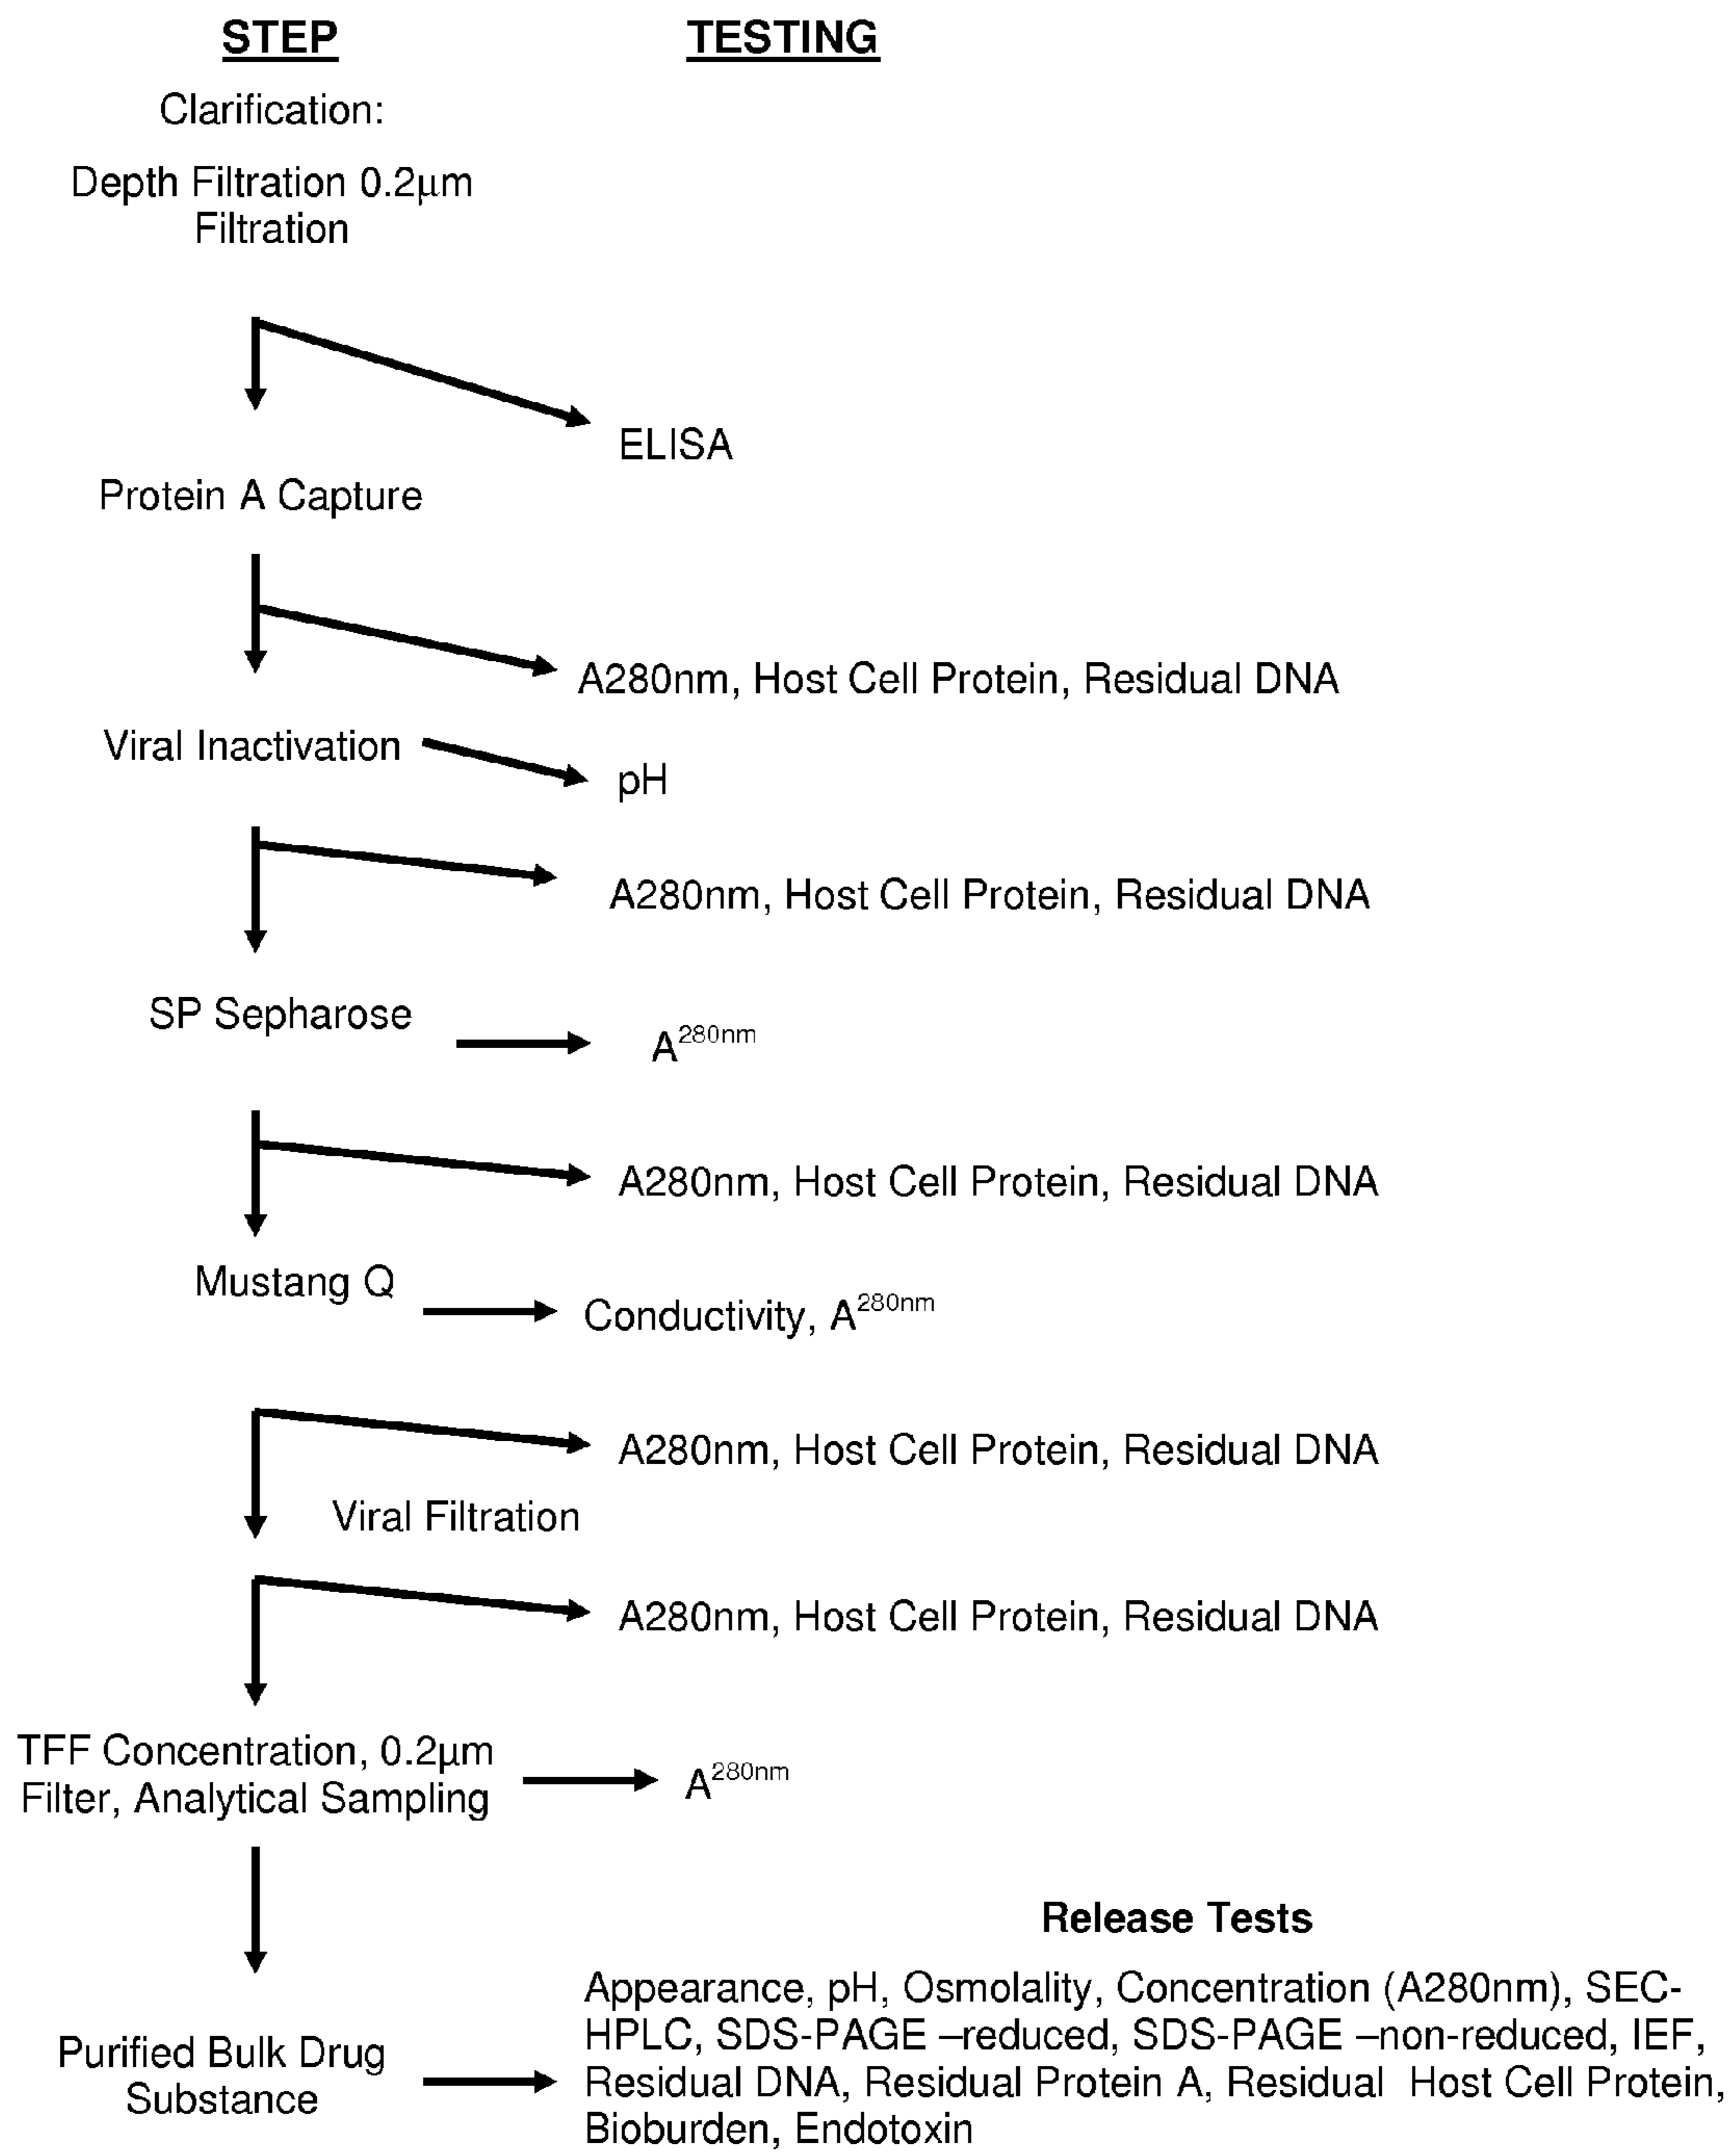 STEP TESTING
Clarification:
Depth Filtration 0.2µm
Filtration
ELISA
Protein A Capture
A280nm, Host Cell Protein, Residual DNA
Viral Inactivation
pH
A280nm, Host Cell Protein, Residual DNA
SP Sepharose
A280nm
A280nm, Host Cell Protein, Residual DNA
Mustang Q
Conductivity, A280nm
A280nm, Host Cell Protein, Residual DNA
Viral Filtration
A280nm, Host Cell Protein, Residual DNA
TFF Concentration, 0.2µm
Filter, Analytical Sampling
A280nm
Release Tests
Appearance, pH, Osmolality, Concentration (A280nm), SEC-
HPLC, SDS-PAGE –reduced, SDS-PAGE –non-reduced, IEF,
Residual DNA, Residual Protein A, Residual Host Cell Protein,
Bioburden, Endotoxin
Purified Bulk Drug
Substance